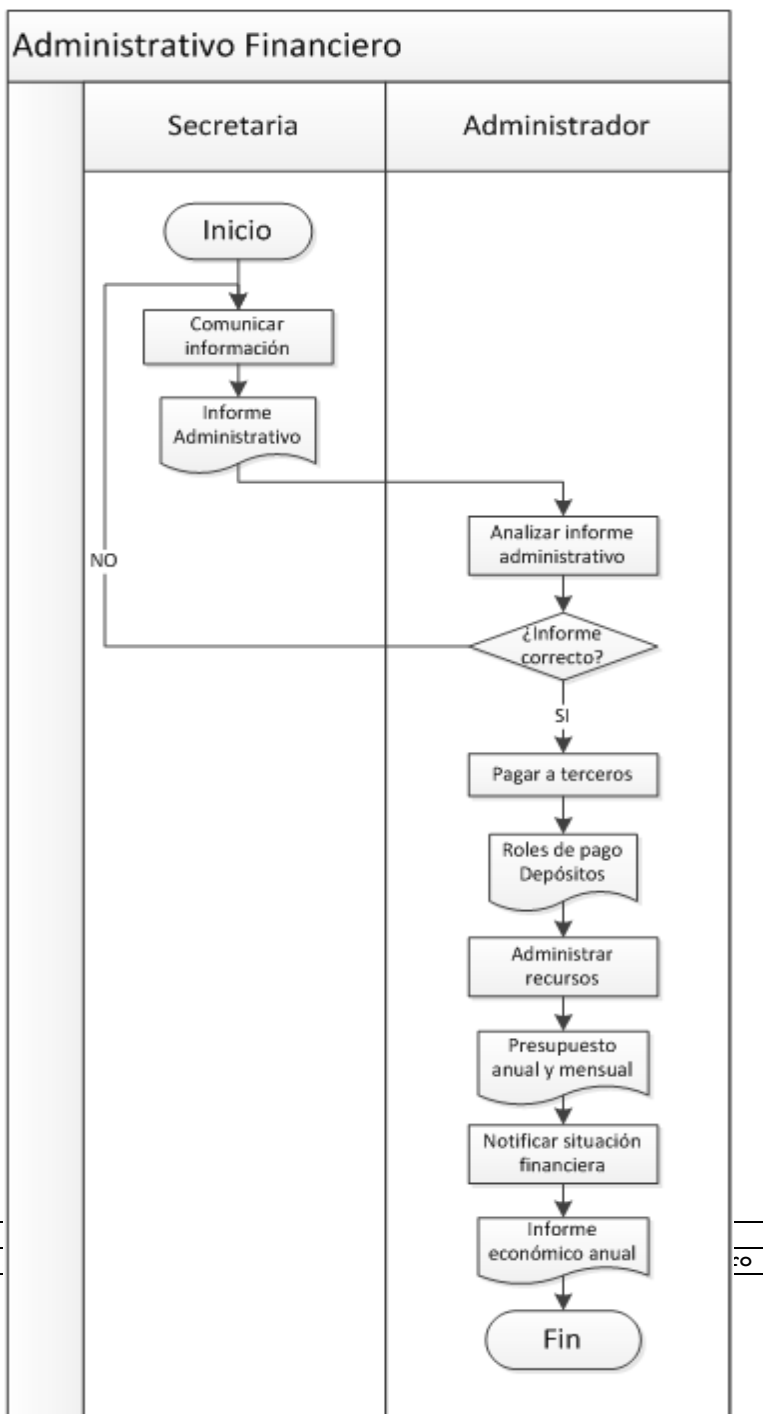 Administrativo Financiero
Secretaria
Administrador
Inicio
Comunicar
información
Informe
Administrativo
Analizar informe
administrativo
NO
¿Informe
correcto?
SI
Pagar a terceros
Roles de pago
Depósitos
Administrar
recursos
Presupuesto
anual y mensual
Notificar situación
financiera
Informe
económico anual
Fin